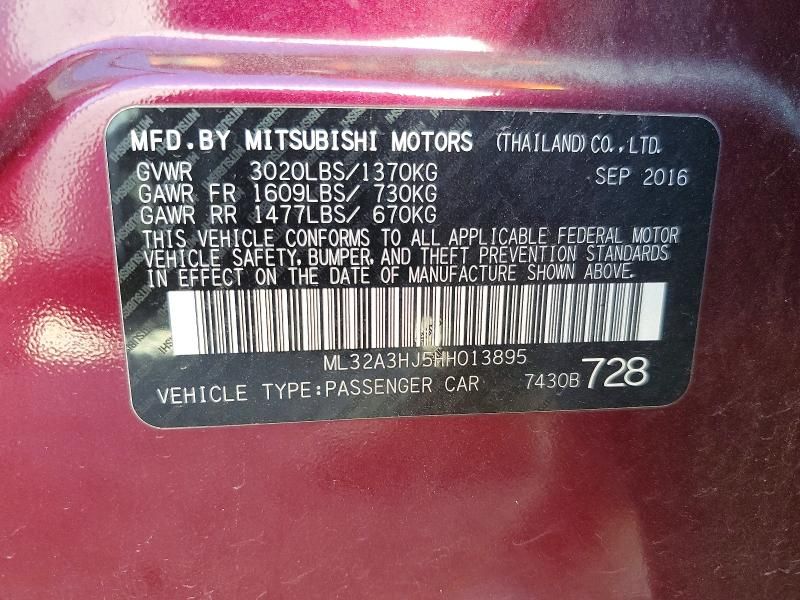 MFD.BY MITSUBISHI MOTORS (THAILAND) CO.,LTD.
GVWR 3020LBS/1370KG SEP 2016
GAWR FR 1609LBS/ 730KG
GAWR RR 1477LBS/ 670KG
THIS VEHICLE CONFORMS TO ALL APPLICABLE FEDERAL MOTOR
VEHICLE SAFETY, BUMPER, AND THEFT PREVENTION STANDARDS
IN EFFECT ON THE DATE OF MANUFACTURE SHOWN ABOVE.
ML32A3HJ5HH013895
VEHICLE TYPE:PASSENGER CAR 7430B 728